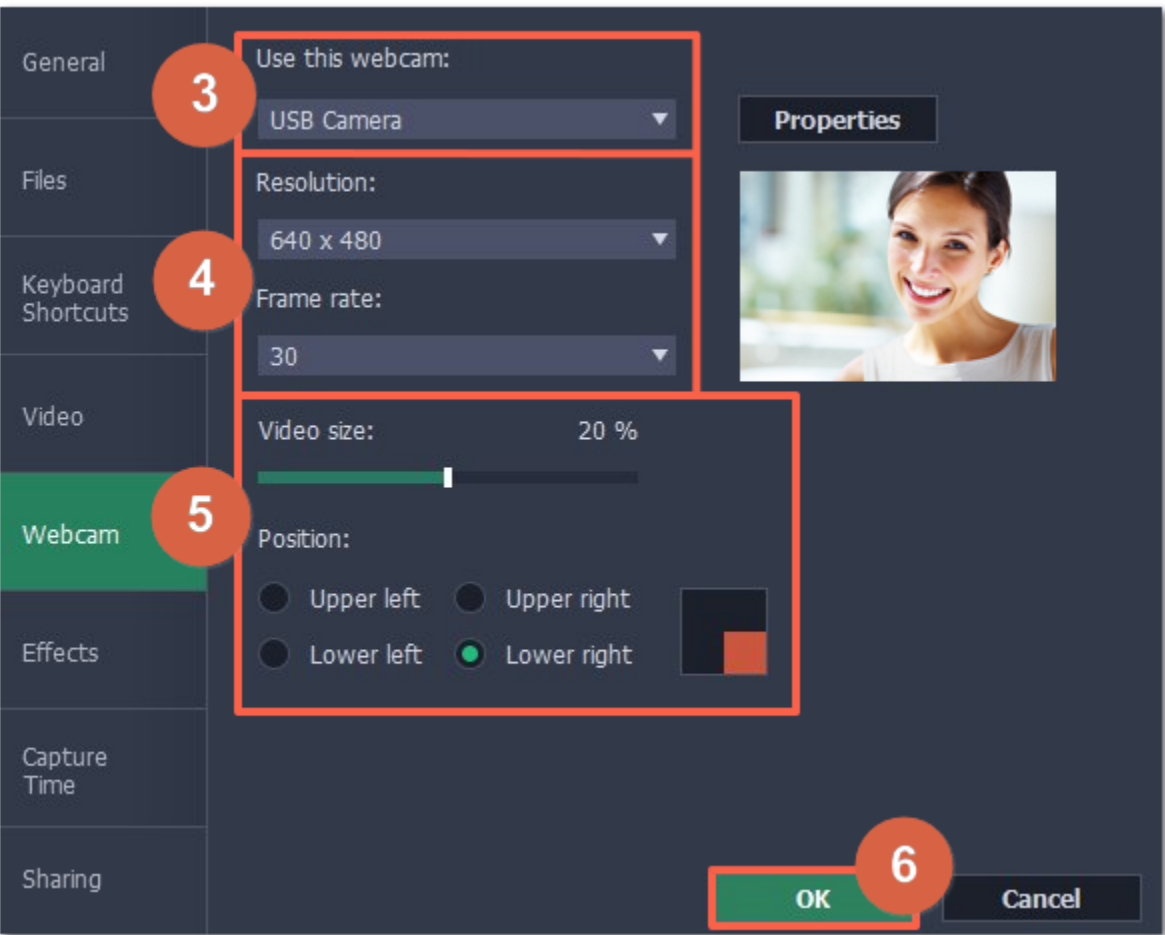 General
Files
Keyboard
Shortcuts
Video
Webcam
Effects
Capture
Time
Sharing
3
Use this webcam:
USB Camera
Properties
4
Resolution:
640 x 480
Frame rate:
30
5
Video size: 20 %
Position:
Upper left Upper right
Lower left Lower right
6
OK Cancel